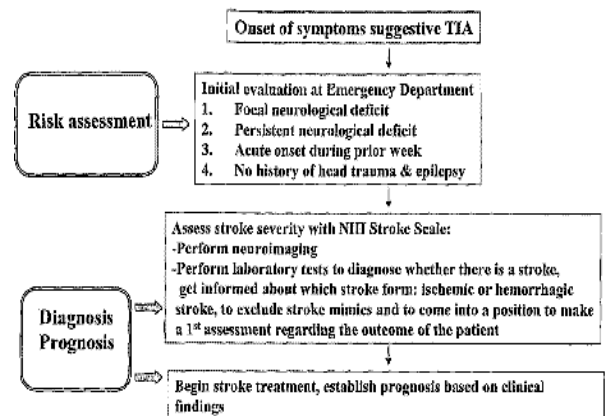 Onset of symptoms suggestive TIA
Risk assessment
Initial evaluation at Emergency Department
1. Focal neurological deficit
2. Persistent neurological deficit
3. Acute onset during prior week
4. No history of head trauma & epilepsy
Assess stroke severity with NIH Stroke Scale:
-Perform neuroimaging
-Perform laboratory tests to diagnose whether there is a stroke,
get informed about which stroke form: ischemic or hemorrhagic
stroke, to exclude stroke mimics and to come into a position to make
a 1st assessment regarding the outcome of the patient
Diagnosis
Prognosis
Begin stroke treatment, establish prognosis based on clinical
findings